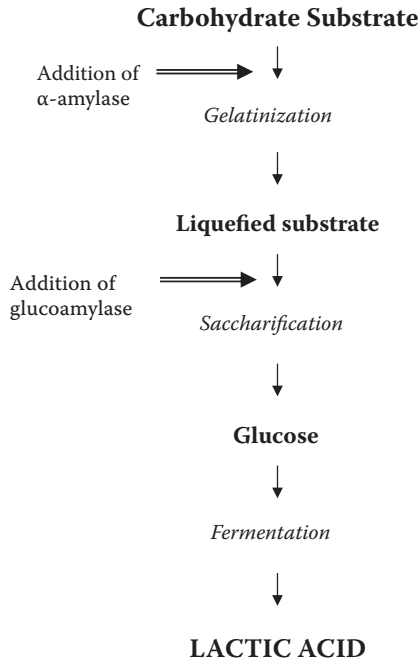 Carbohydrate Substrate
Addition of
α-amylase
Gelatinization
Liquefied substrate
Addition of
glucoamylase
Saccharification
Glucose
Fermentation
LACTIC ACID